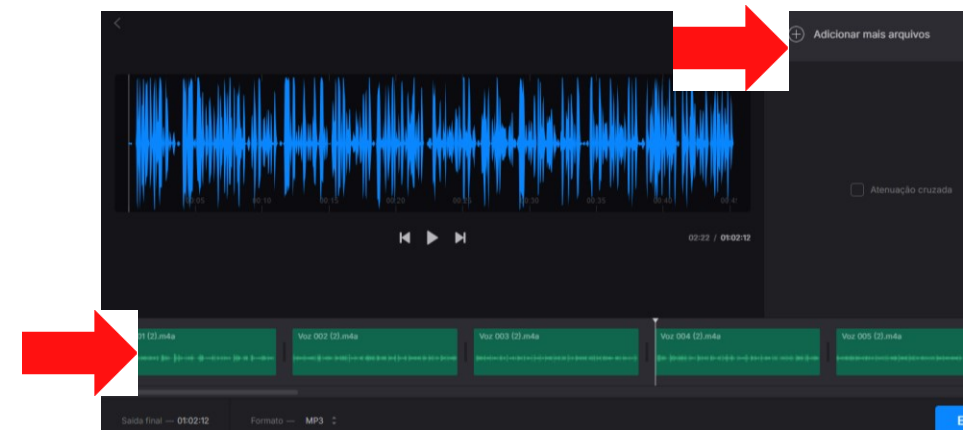 Adicionar mais arquivos
00:05 00:10 00:15 00:20 00:25 00:30 00:35 00:40
Atenuação cruzada
02:22 / 01:02:12
01 (2).m4a Voz 002 (2).m4a Voz 003 (2).m4a Voz 004 (2).m4a Voz 005 (2).m4a
Saída final — 01:02:12 Formato — MP3